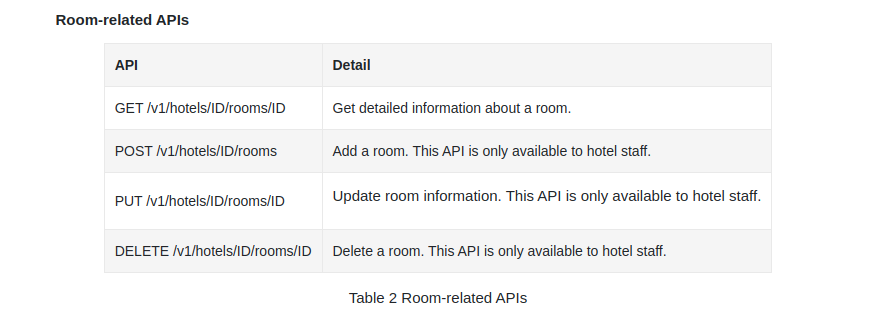 Room-related APIs
API Detail
GET /v1/hotels/ID/rooms/ID Get detailed information about a room.
POST /v1/hotels/ID/rooms Add a room. This API is only available to hotel staff.
PUT /v1/hotels/ID/rooms/ID Update room information. This API is only available to hotel staff.
DELETE /v1/hotels/ID/rooms/ID Delete a room. This API is only available to hotel staff.
Table 2 Room-related APIs